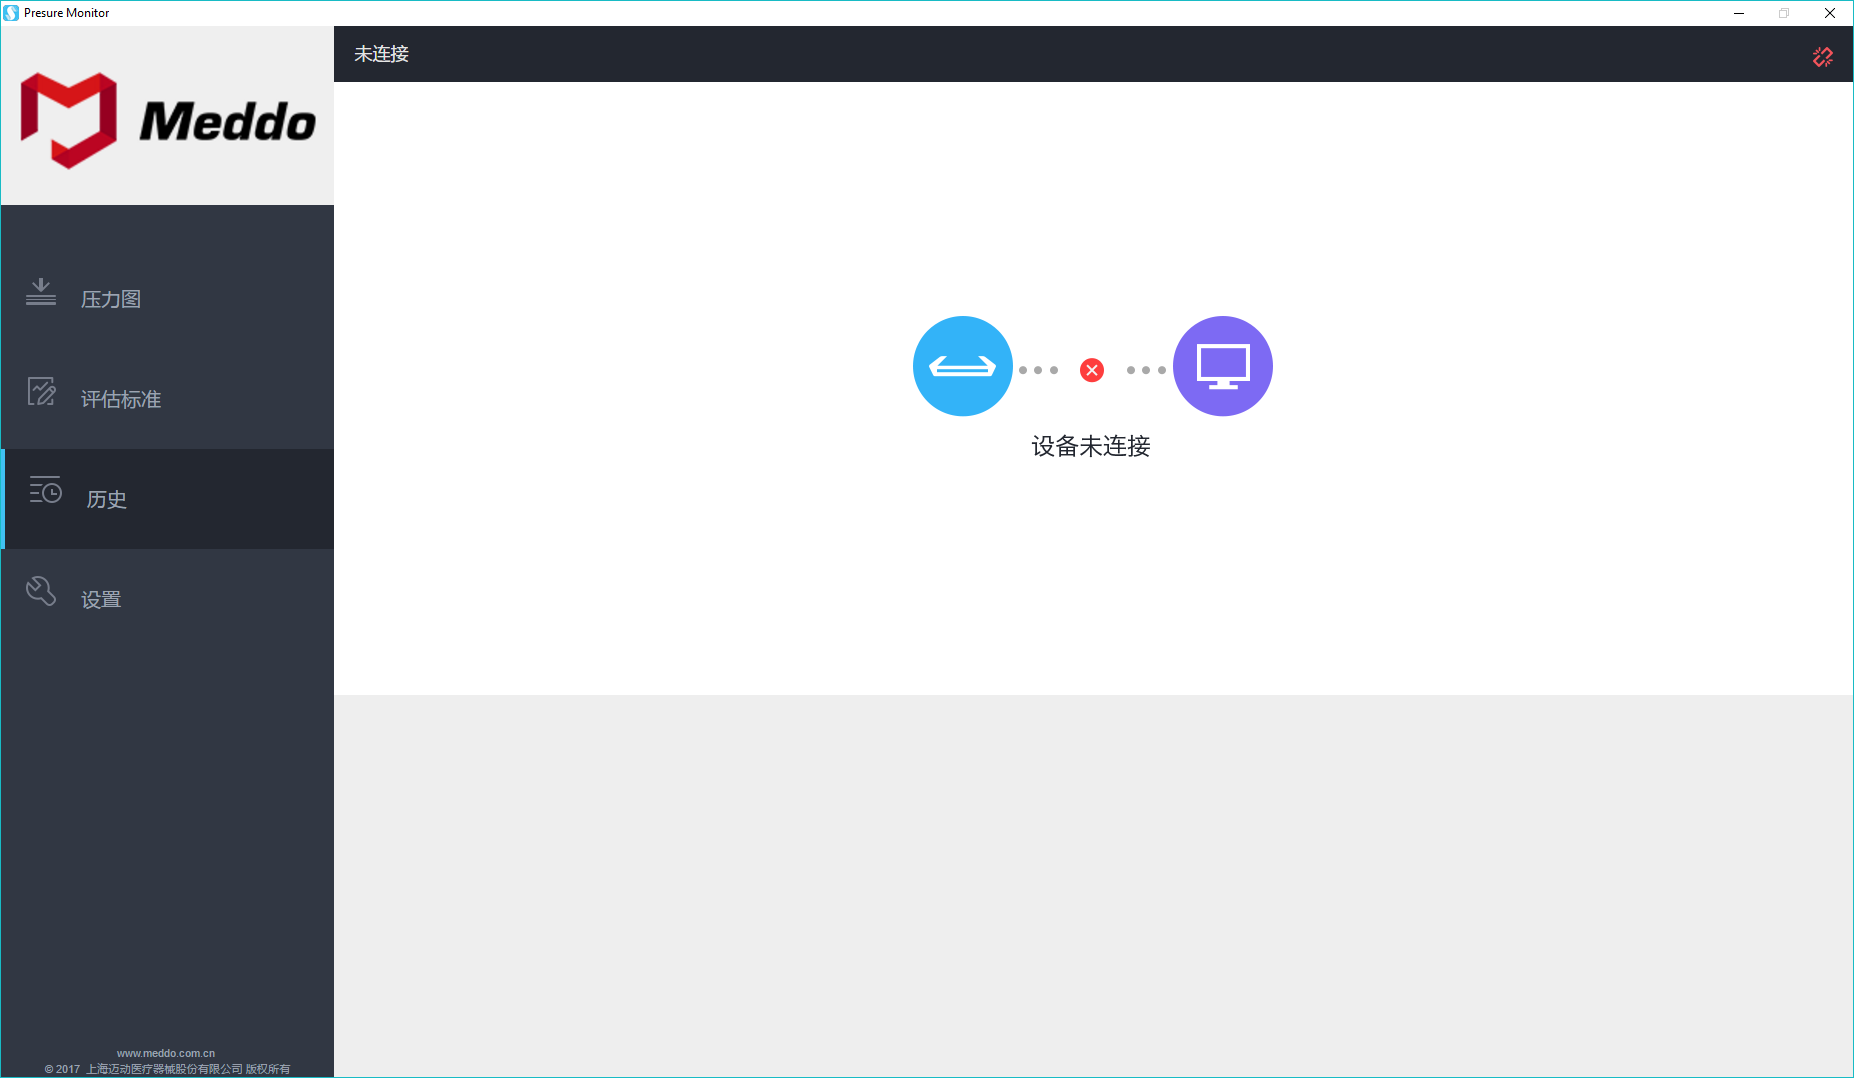 Presure Monitor
Meddo
未连接
压力图
评估标准
历史
设置
设备未连接
www.meddo.com.cn
© 2017 上海迈动医疗器械股份有限公司 版权所有